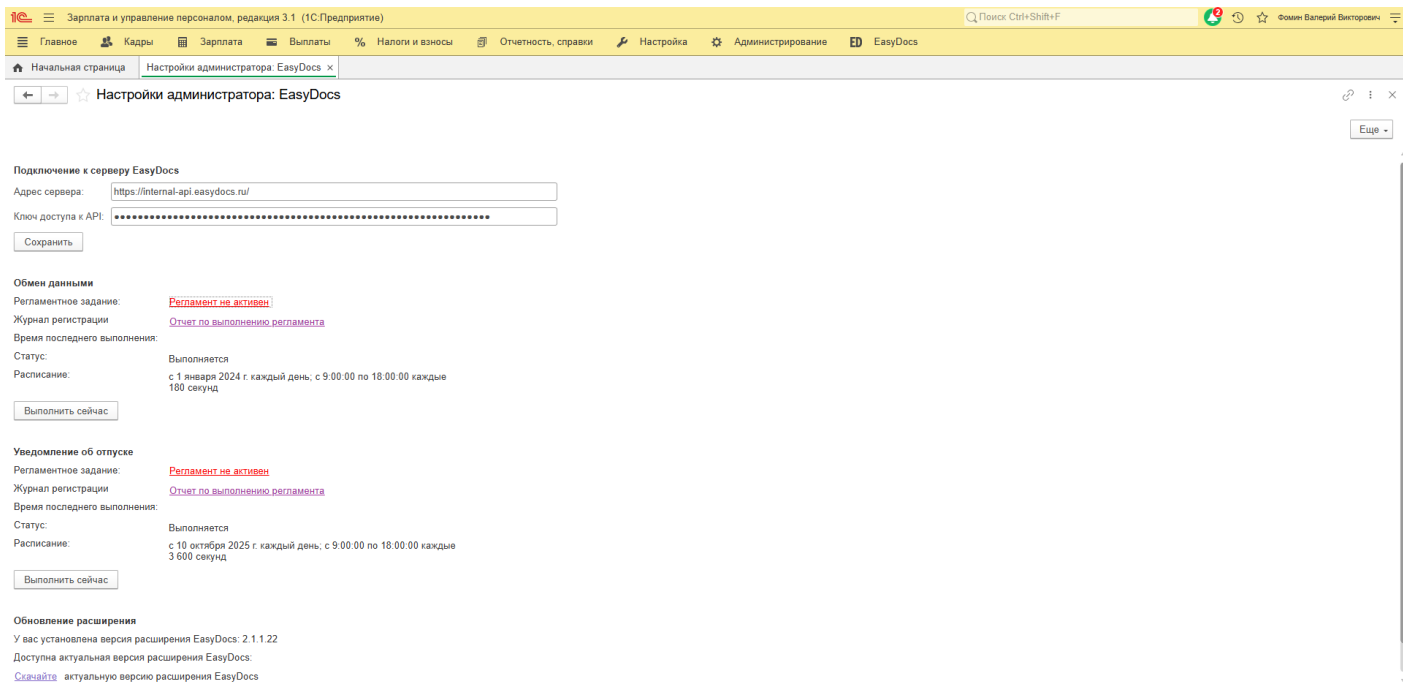 1С Зарплата и управление персоналом, редакция 3.1 (1С:Предприятие) Поиск Ctrl+Shift+F 2 Фомин Валерий Викторович
Главное Кадры Зарплата Выплаты % Налоги и взносы Отчетность, справки Настройка Администрирование ED EasyDocs
Начальная страница Настройки администратора: EasyDocs ×
Настройки администратора: EasyDocs
Еще
Подключение к серверу EasyDocs
Адрес сервера: https://internal-api.easydocs.ru/
Ключ доступа к API:
Сохранить
Обмен данными
Регламентное задание: Регламент не активен
Журнал регистрации Отчет по выполнению регламента
Время последнего выполнения:
Статус: Выполняется
Расписание: с 1 января 2024 г. каждый день; с 9:00:00 по 18:00:00 каждые
180 секунд
Выполнить сейчас
Уведомление об отпуске
Регламентное задание: Регламент не активен
Журнал регистрации Отчет по выполнению регламента
Время последнего выполнения:
Статус: Выполняется
Расписание: с 10 октября 2025 г. каждый день; с 9:00:00 по 18:00:00 каждые
3 600 секунд
Выполнить сейчас
Обновление расширения
У вас установлена версия расширения EasyDocs: 2.1.1.22
Доступна актуальная версия расширения EasyDocs:
Скачайте актуальную версию расширения EasyDocs